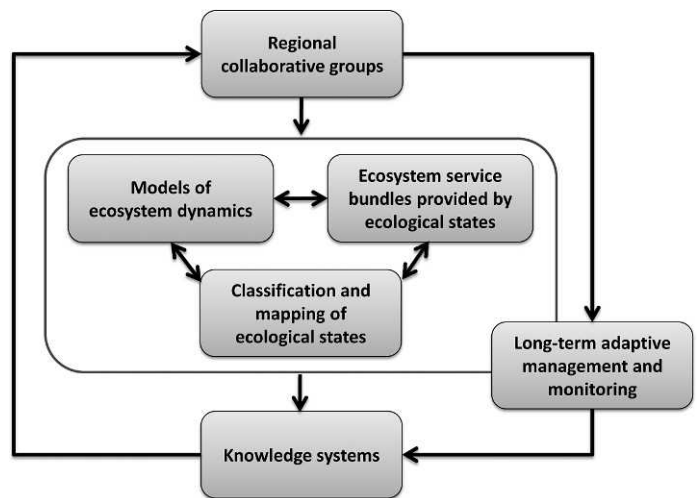 Regional
collaborative groups
Models of
ecosystem dynamics
Ecosystem service
bundles provided by
ecological states
Classification and
mapping of
ecological states
Long-term adaptive
management and
monitoring
Knowledge systems